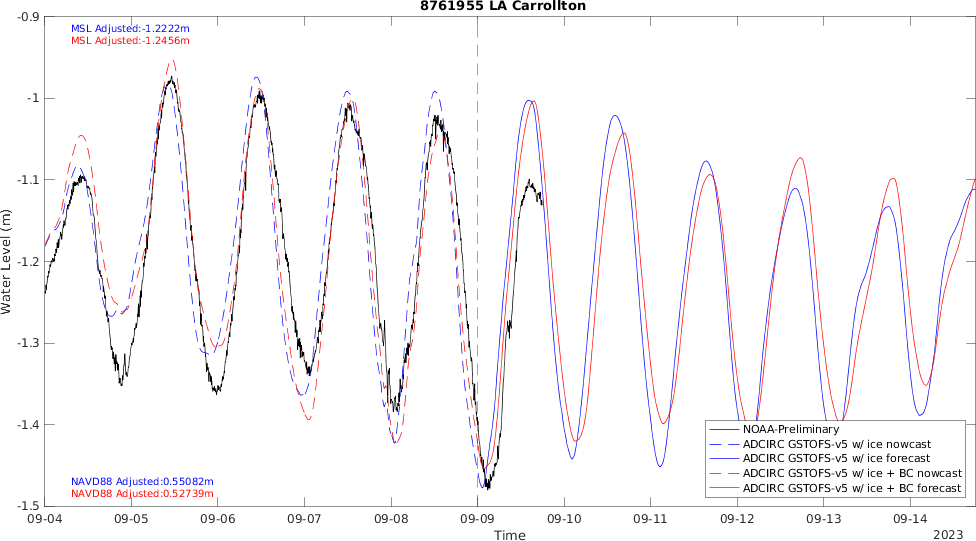 8761955 LA Carrollton
MSL Adjusted:-1.2222m
MSL Adjusted:-1.2456m
-0.9
-1
-1.1
-1.2
-1.3
-1.4
-1.5
Water Level (m)
NAVD88 Adjusted:0.55082m
NAVD88 Adjusted:0.52739m
NOAA-Preliminary
ADCIRC GSTOFS-v5 w/ ice nowcast
ADCIRC GSTOFS-v5 w/ ice forecast
ADCIRC GSTOFS-v5 w/ ice + BC nowcast
ADCIRC GSTOFS-v5 w/ ice + BC forecast
09-04 09-05 09-06 09-07 09-08 09-09 09-10 09-11 09-12 09-13 09-14
Time
2023